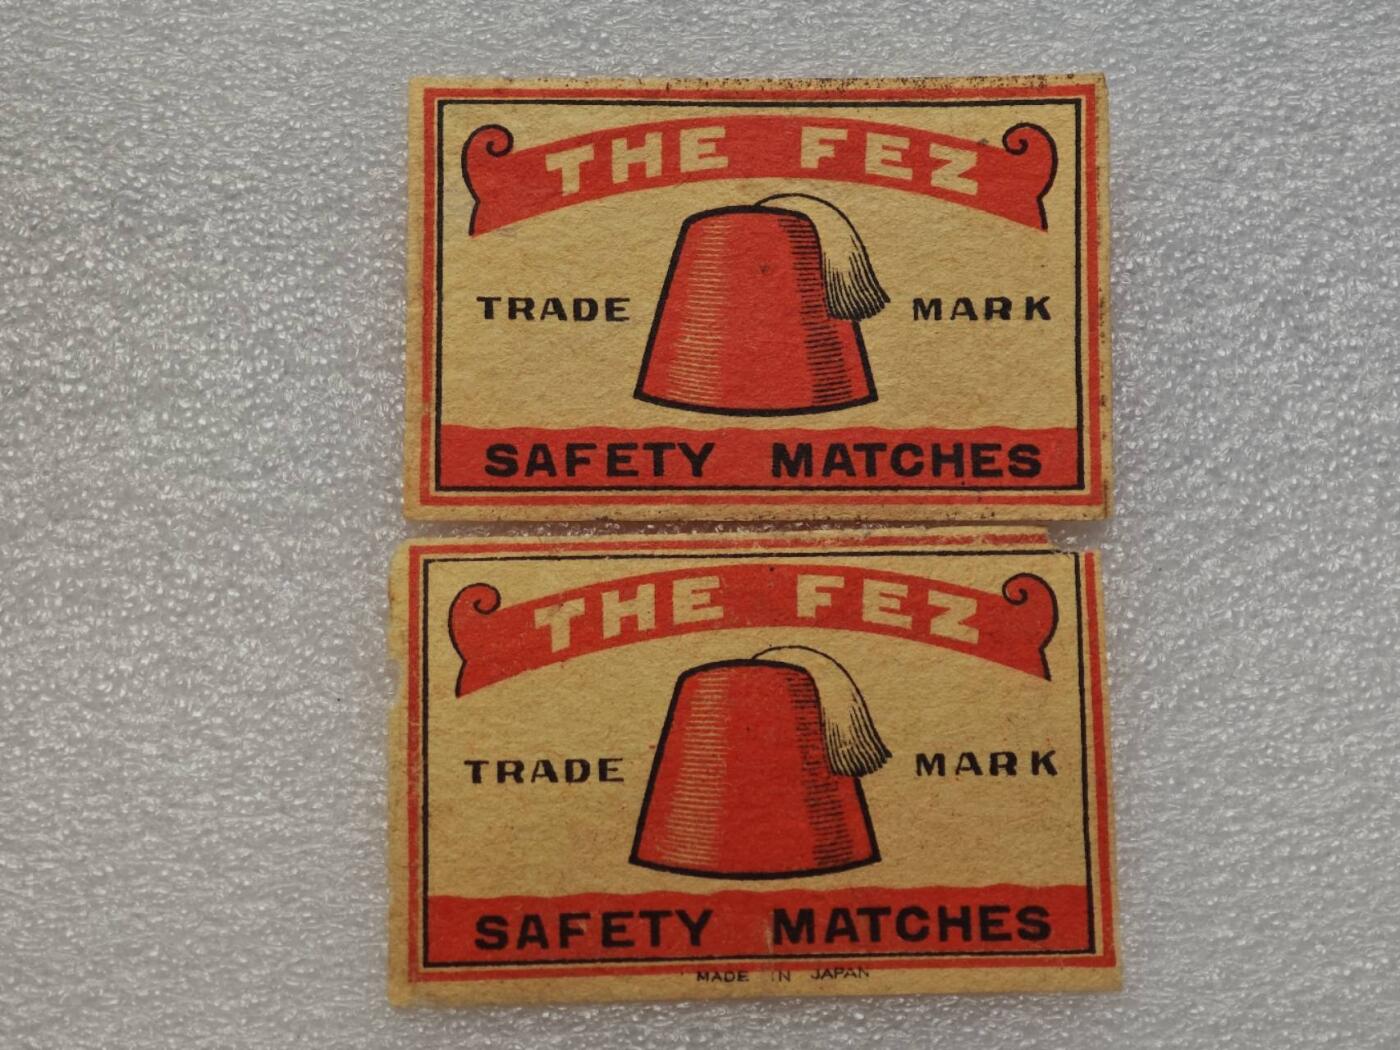 THE FEZ
TRADE MARK
SAFETY MATCHES
THE FEZ
TRADE MARK
SAFETY MATCHES
MADE IN JAPAN